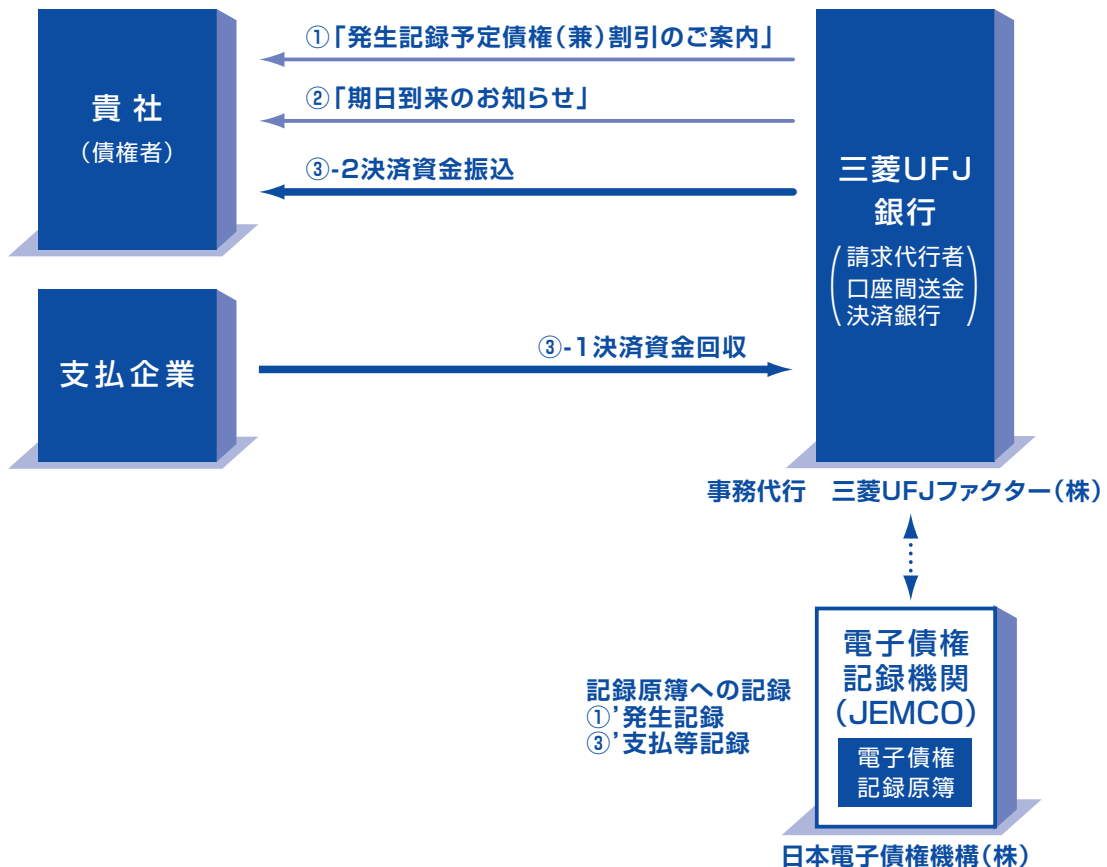 ①「発生記録予定債権(兼)割引のご案内」
貴社
(債権者)
②「期日到来のお知らせ」
③-2決済資金振込
三菱UFJ
銀行
(請求代行者
口座間送金
決済銀行)
支払企業
③-1決済資金回収
事務代行 三菱UFJファクター(株)
記録原簿への記録
①’発生記録
③’支払等記録
電子債権
記録機関
(JEMCO)
電子債権
記録原簿
日本電子債権機構(株)